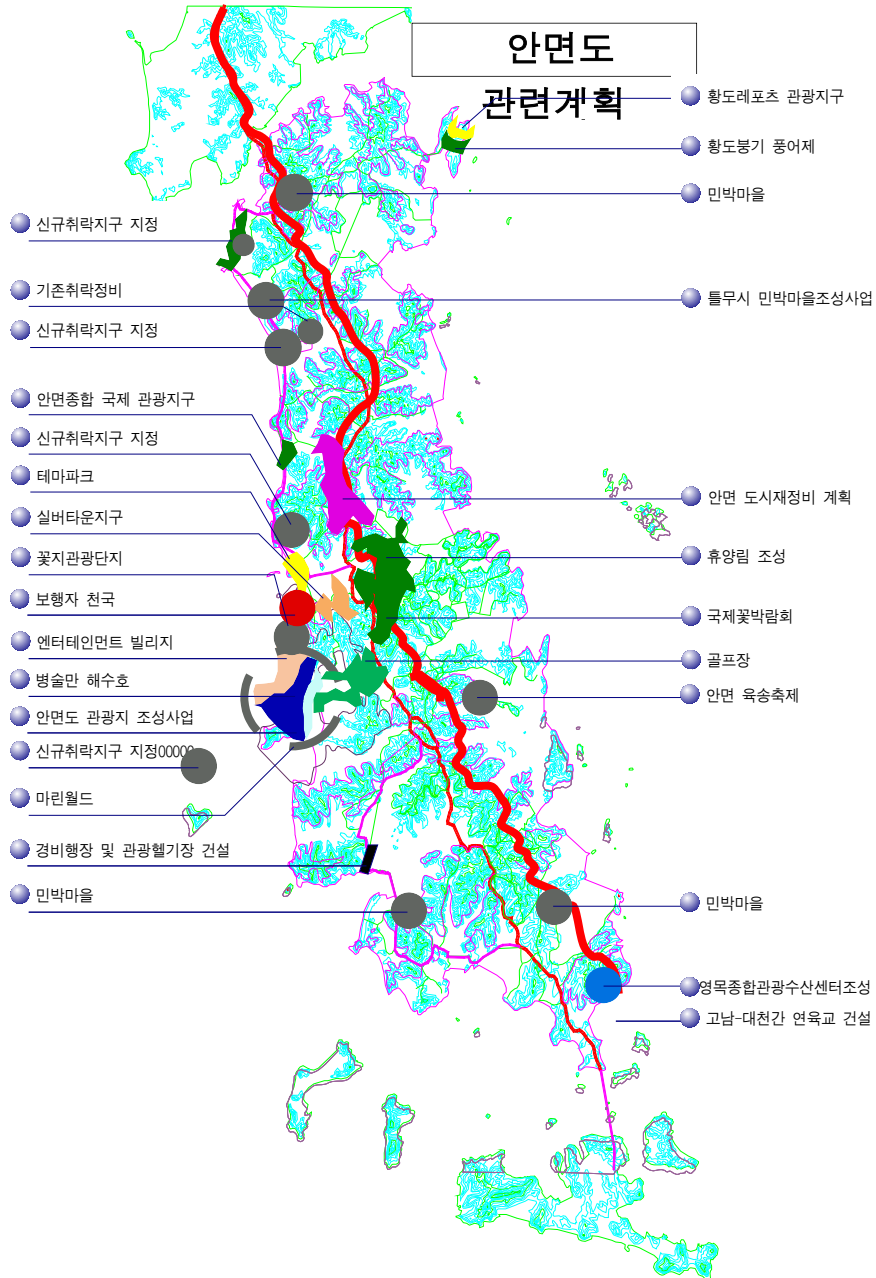 안면도
관련계획
황도레포츠 관광지구
황도붕기 풍어제
민박마을
신규취락지구 지정
기존취락정비
틀무시 민박마을조성사업
신규취락지구 지정
안면종합 국제 관광지구
신규취락지구 지정
테마파크
안면 도시재정비 계획
실버타운지구
꽃지관광단지
휴양림 조성
보행자 천국
국제꽃박람회
엔터테인먼트 빌리지
골프장
병술만 해수호
안면 육송축제
안면도 관광지 조성사업
신규취락지구 지정00000
마린월드
경비행장 및 관광헬기장 건설
민박마을
민박마을
영목종합관광수산센터조성
고남-대천간 연육교 건설